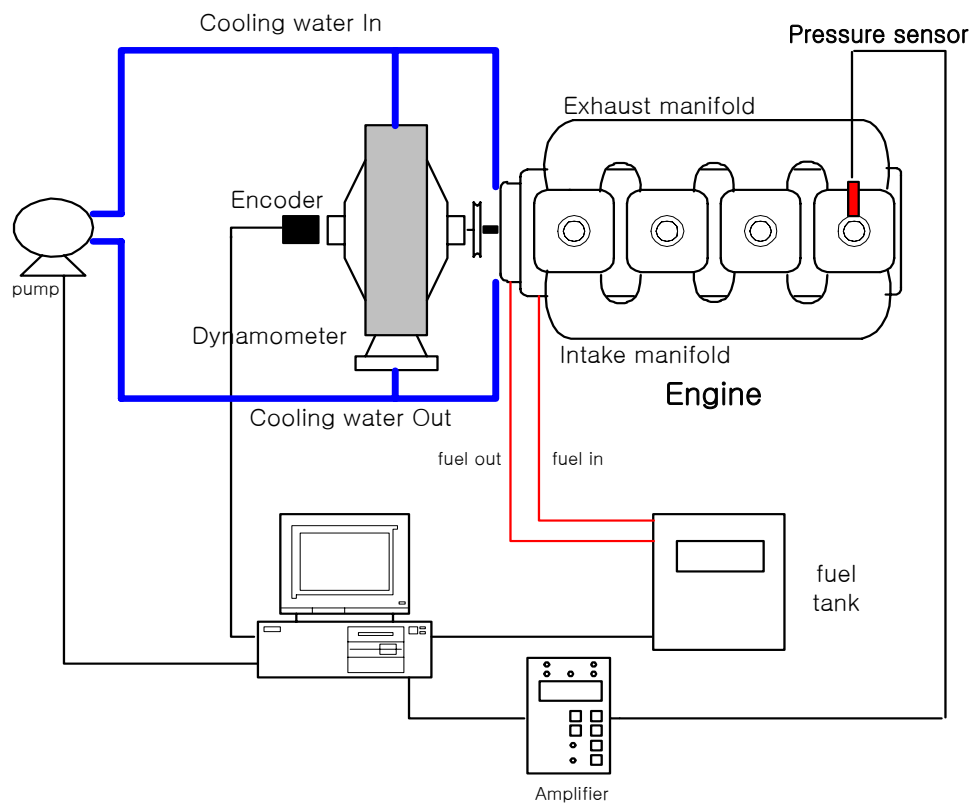 Cooling water In
Pressure sensor
Exhaust manifold
Encoder
pump
Dynamometer
Intake manifold
Engine
Cooling water Out
fuel out
fuel in
fuel
tank
Amplifier